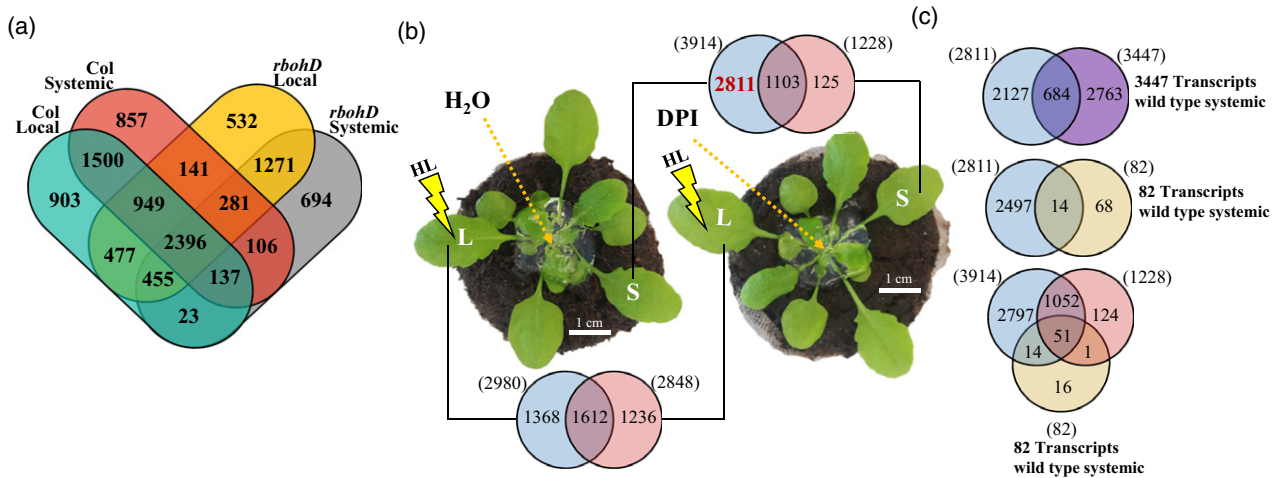 (a)
Col
Systemic
Col
Local
rbohD
Local
rbohD
Systemic
857
532
1500
141
1271
903
949
281
694
477
2396
106
455
137
23
(b)
(3914)
(1228)
2811
1103
125
H₂O
DPI
HL
HL
L
S
L
S
1 cm
1 cm
(2980)
(2848)
1368
1612
1236
(c)
(2811)
(3447)
2127
684
2763
3447 Transcripts
wild type systemic
(2811)
(82)
2497
14
68
82 Transcripts
wild type systemic
(3914)
(1228)
2797
1052
124
51
14
1
16
(82)
82 Transcripts
wild type systemic